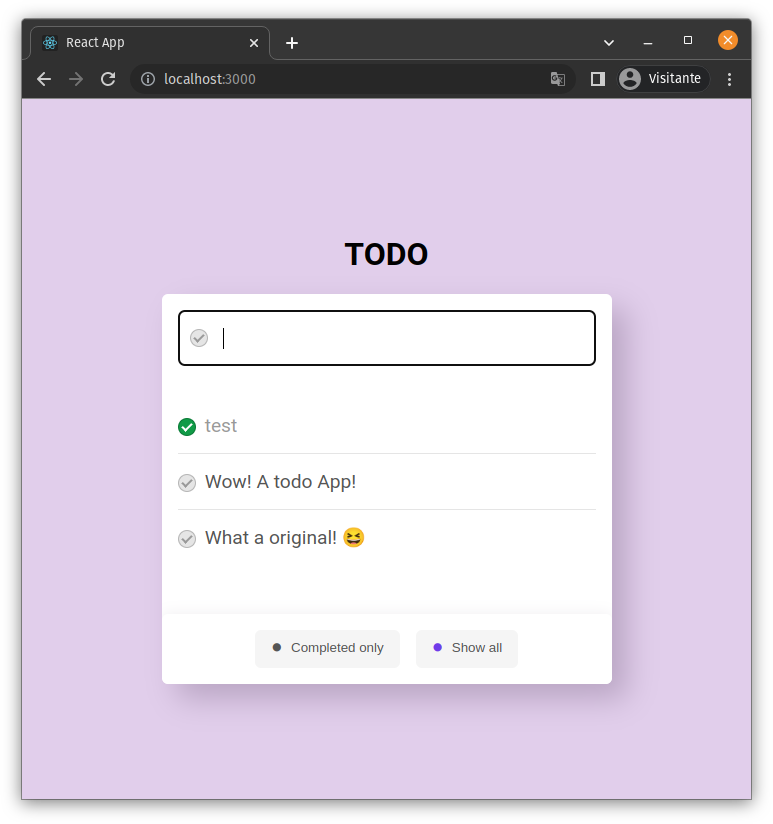 React App
localhost:3000
Visitante
TODO
test
Wow! A todo App!
What a original! 😆
Completed only
Show all